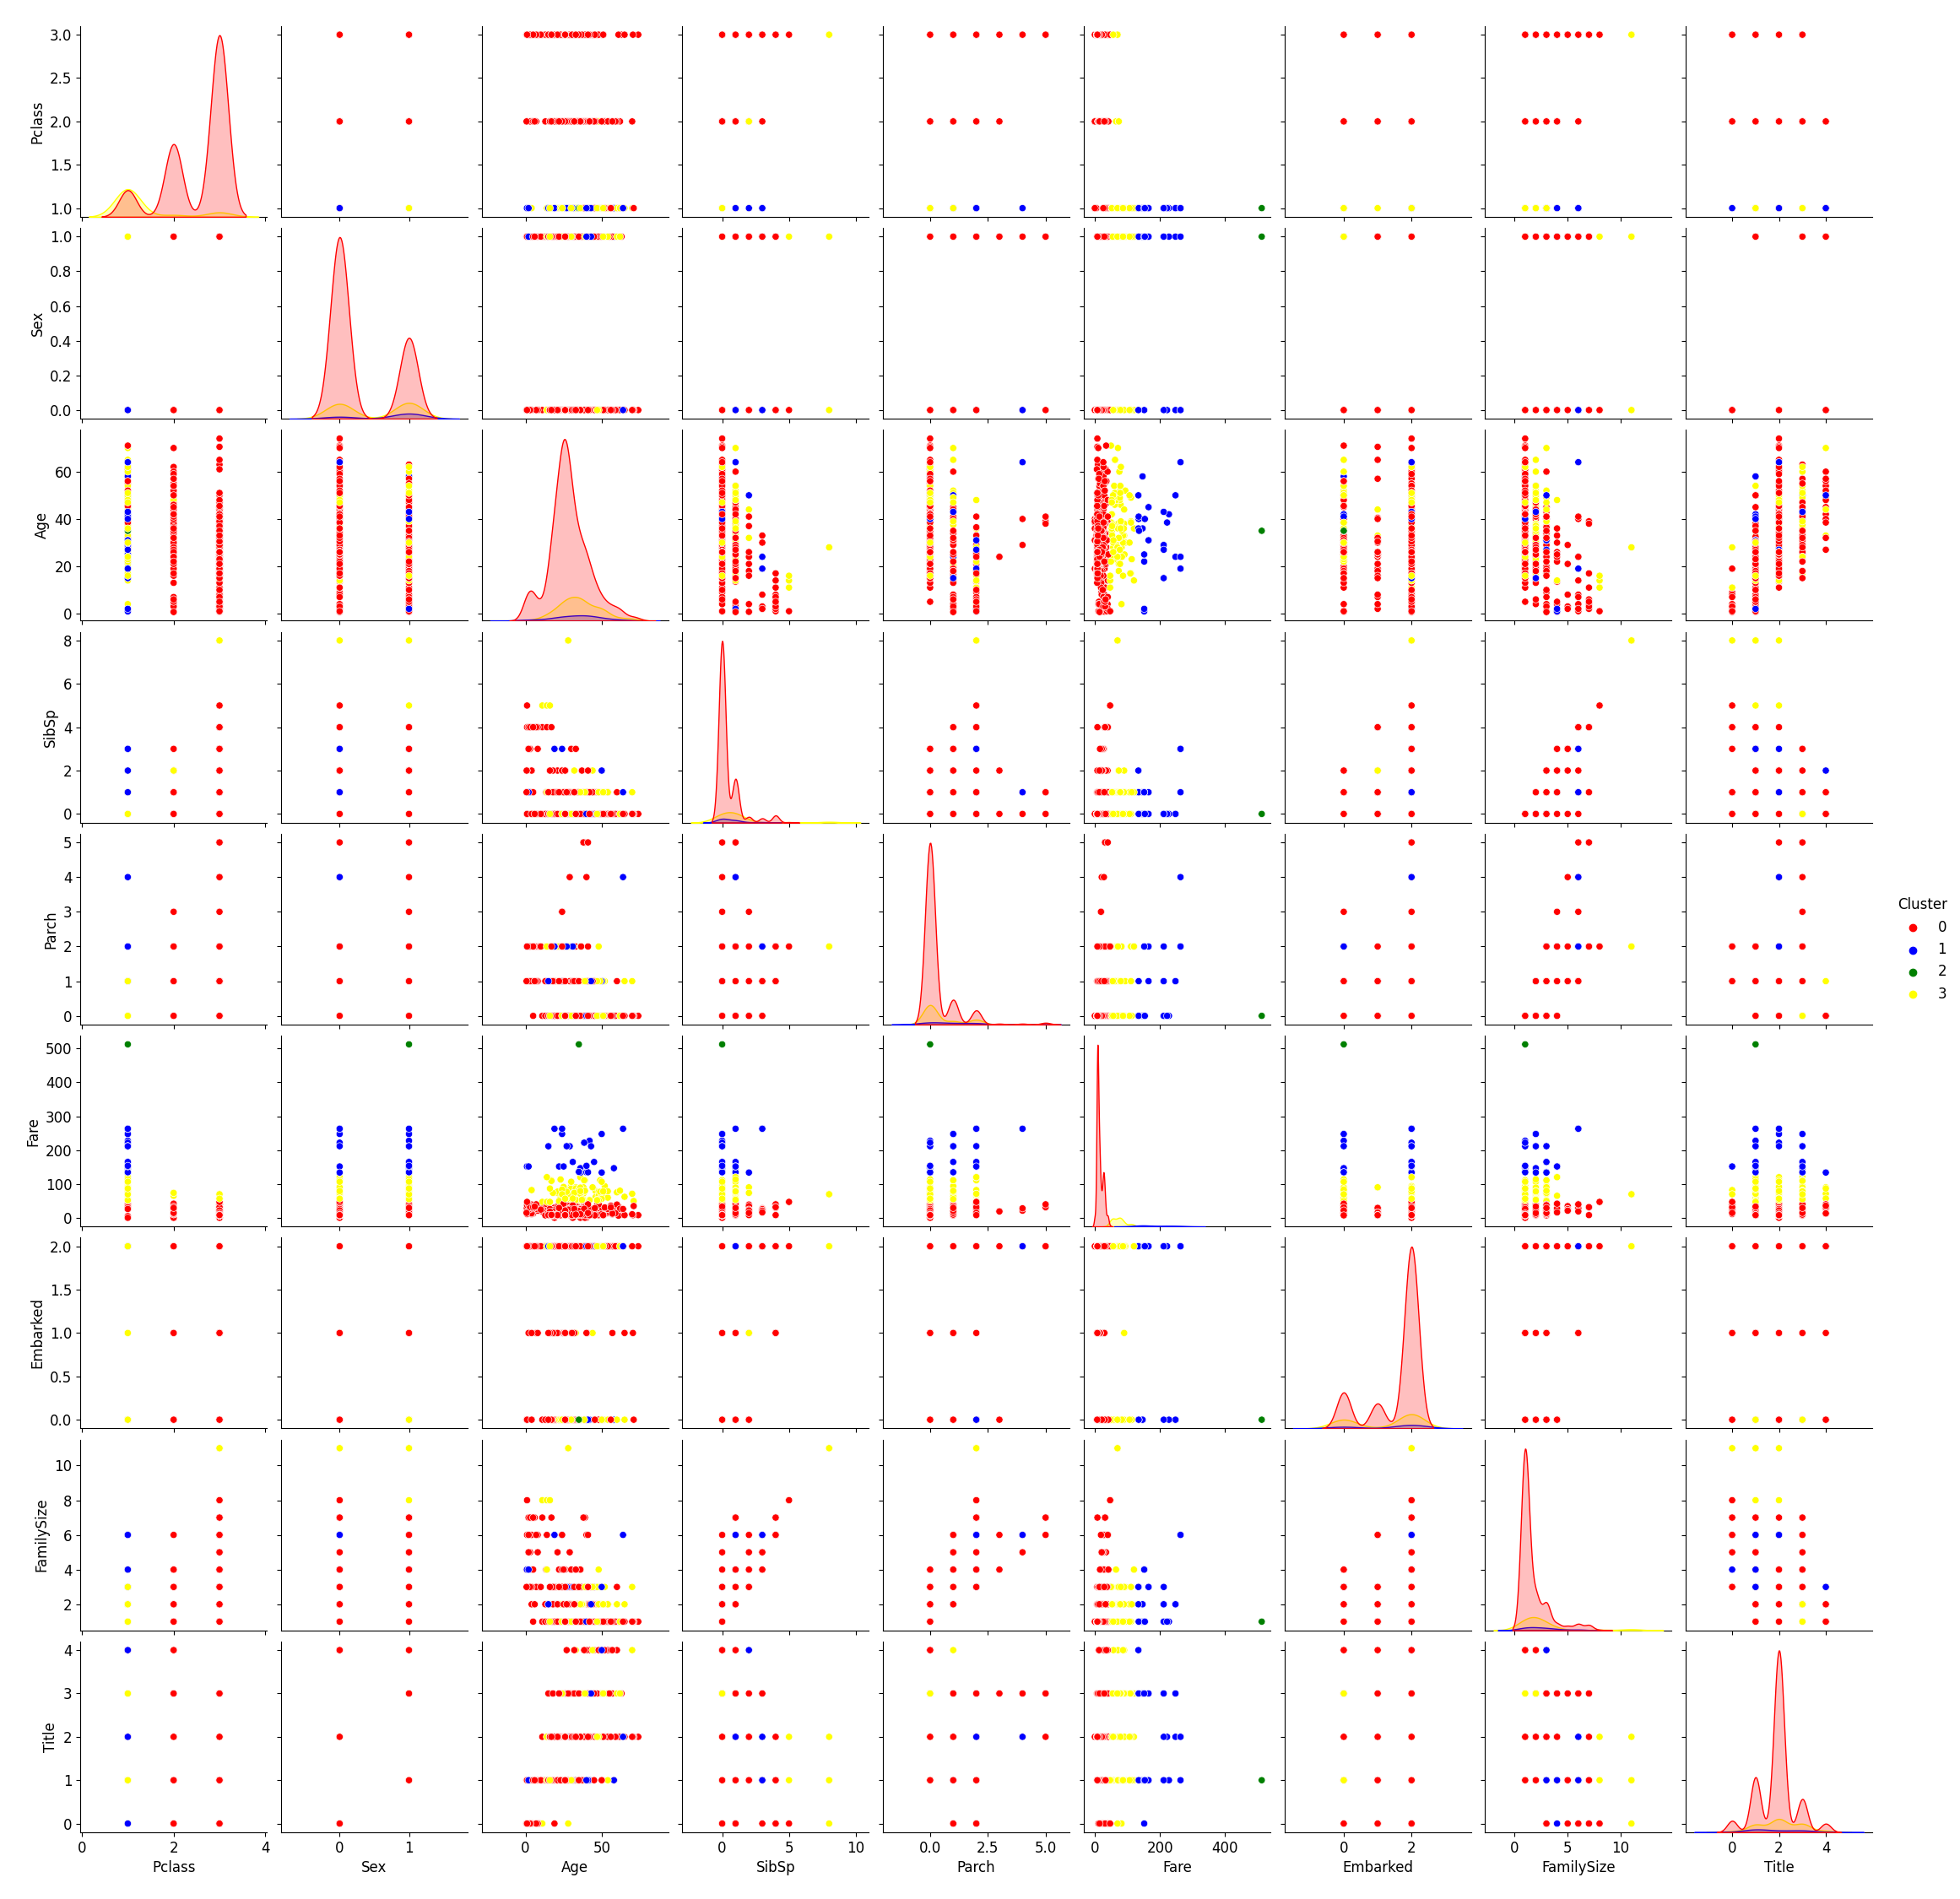 3.0
2.5
2.0
1.5
1.0
Pclass
1.0
0.8
0.6
0.4
0.2
0.0
Sex
60
40
20
0
Age
8
6
4
2
0
SibSp
5
4
3
2
1
0
Parch
Cluster
0
1
2
3
500
400
300
200
100
0
Fare
2.0
1.5
1.0
0.5
0.0
Embarked
10
8
6
4
2
FamilySize
4
3
2
1
0
Title
0 2 4
0 1
0 50
0 5 10
0.0 2.5 5.0
0 200 400
0 2
0 5 10
0 2 4
Pclass
Sex
Age
SibSp
Parch
Fare
Embarked
FamilySize
Title